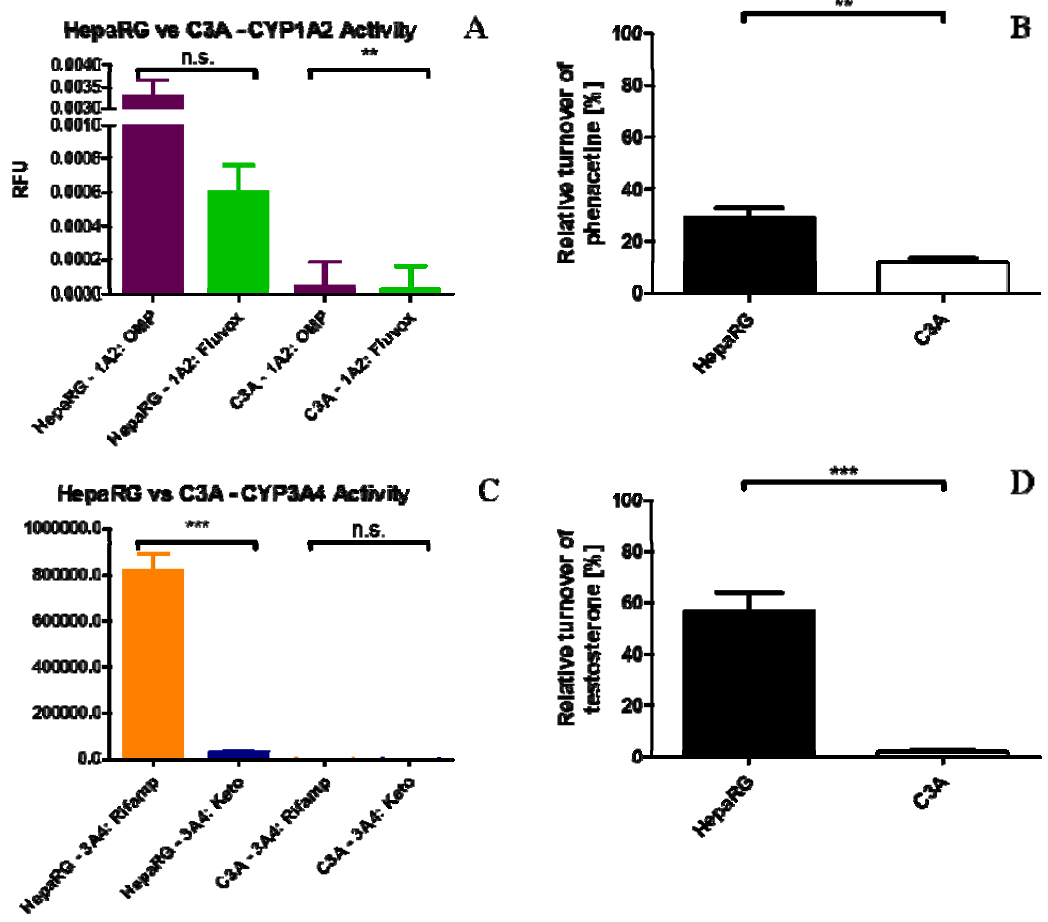 A
HepaRG vs C3A - CYP1A2 Activity
n.s.
**
0.0040
0.0035
0.0030
0.0010
0.0008
0.0006
0.0004
0.0002
0.0000
RFU
HepaRG - 1A2: OMP
HepaRG - 1A2: Fluvox
C3A - 1A2: OMP
C3A - 1A2: Fluvox
B
**
100
80
60
40
20
0
Relative turnover of
phenacetine [%]
HepaRG
C3A
C
HepaRG vs C3A - CYP3A4 Activity
***
n.s.
1000000.0
800000.0
600000.0
400000.0
200000.0
0.0
HepaRG - 3A4: Rifamp
HepaRG - 3A4: Keto
C3A - 3A4: Rifamp
C3A - 3A4: Keto
D
***
100
80
60
40
20
0
Relative turnover of
testosterone [%]
HepaRG
C3A